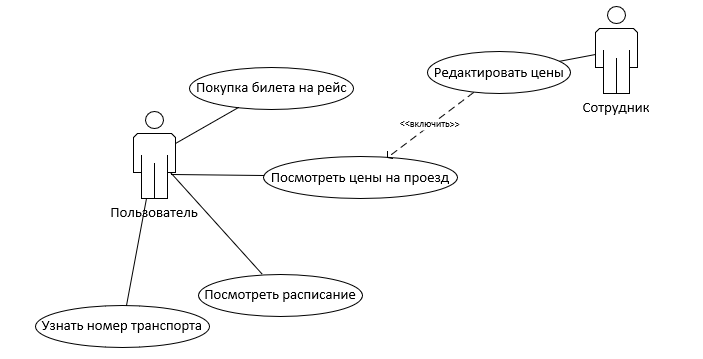 Редактировать цены
Сотрудник
Покупка билета на рейс
<<включить>>
Посмотреть цены на проезд
Пользователь
Посмотреть расписание
Узнать номер транспорта